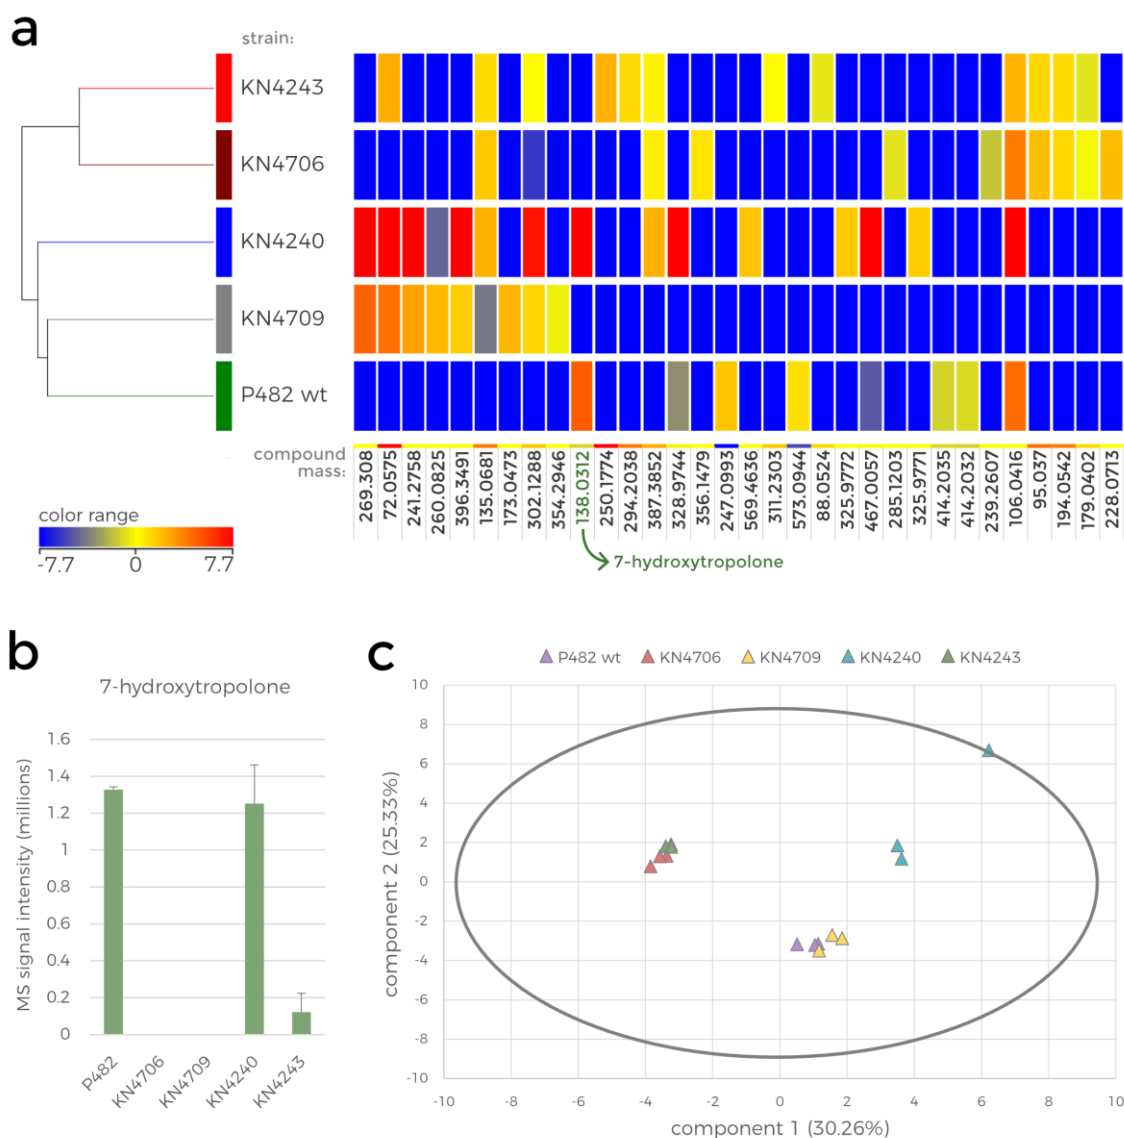 a
strain:
KN4243
KN4706
KN4240
KN4709
P482 wt
compound
mass:
269.308
72.0575
241.2758
260.0825
396.3491
135.0681
173.0473
302.1288
354.2946
138.0312
250.1774
294.2038
387.3852
328.9744
356.1479
247.0993
569.4636
311.2303
573.0944
88.0524
325.9772
467.0057
285.1203
325.9771
414.2035
414.2032
239.2607
106.0416
95.037
194.0542
179.0402
228.0713
color range
-7.7 0 7.7
7-hydroxytropolone
b
7-hydroxytropolone
MS signal intensity (millions)
1.6
1.4
1.2
1
0.8
0.6
0.4
0.2
0
P482
KN4706
KN4709
KN4240
KN4243
c
P482 wt KN4706 KN4709 KN4240 KN4243
component 2 (25.33%)
10
8
6
4
2
0
-2
-4
-6
-8
-10
-10 -8 -6 -4 -2 0 2 4 6 8 10
component 1 (30.26%)